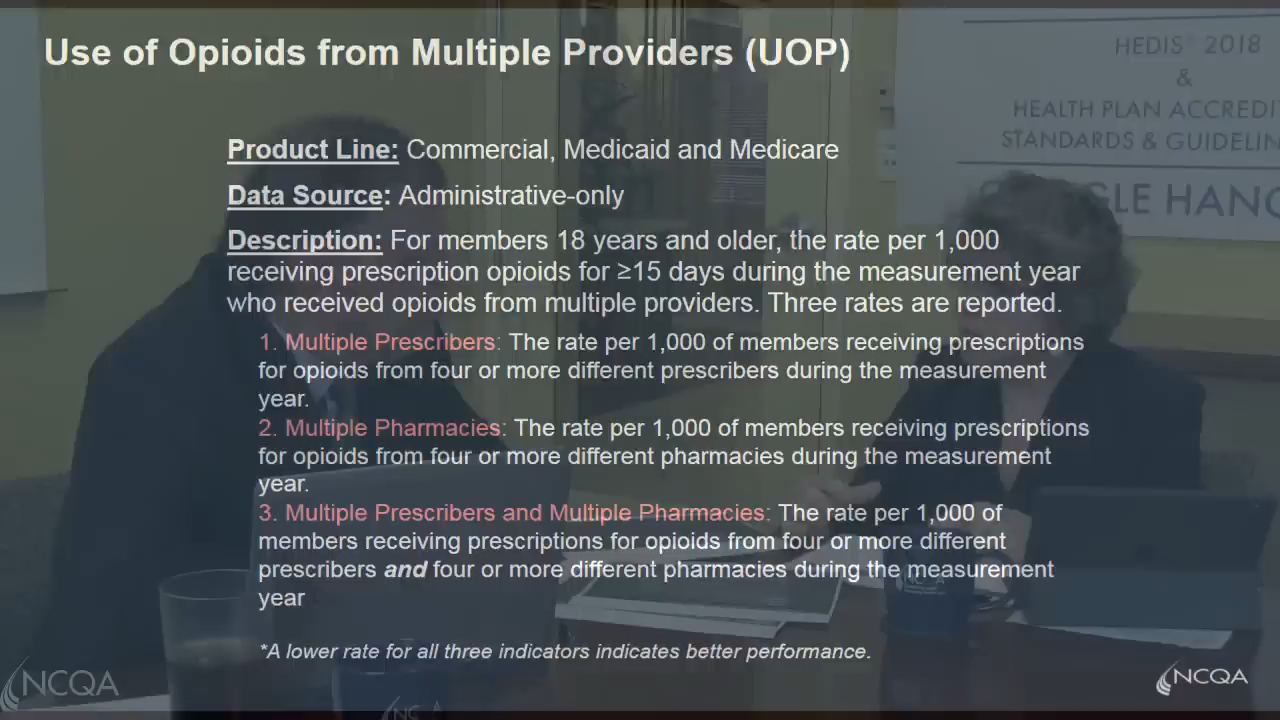 Use of Opioids from Multiple Providers (UOP)
HEDIS 2018
&
HEALTH PLAN ACCREDI
STANDARDS & GUIDELIN
GLE HANG
Product Line: Commercial, Medicaid and Medicare
Data Source: Administrative-only
Description: For members 18 years and older, the rate per 1,000
receiving prescription opioids for ≥15 days during the measurement year
who received opioids from multiple providers. Three rates are reported.
1. Multiple Prescribers: The rate per 1,000 of members receiving prescriptions
for opioids from four or more different prescribers during the measurement
year.
2. Multiple Pharmacies: The rate per 1,000 of members receiving prescriptions
for opioids from four or more different pharmacies during the measurement
year.
3. Multiple Prescribers and Multiple Pharmacies: The rate per 1,000 of
members receiving prescriptions for opioids from four or more different
prescribers and four or more different pharmacies during the measurement
year
*A lower rate for all three indicators indicates better performance.
NCQA
NCQA